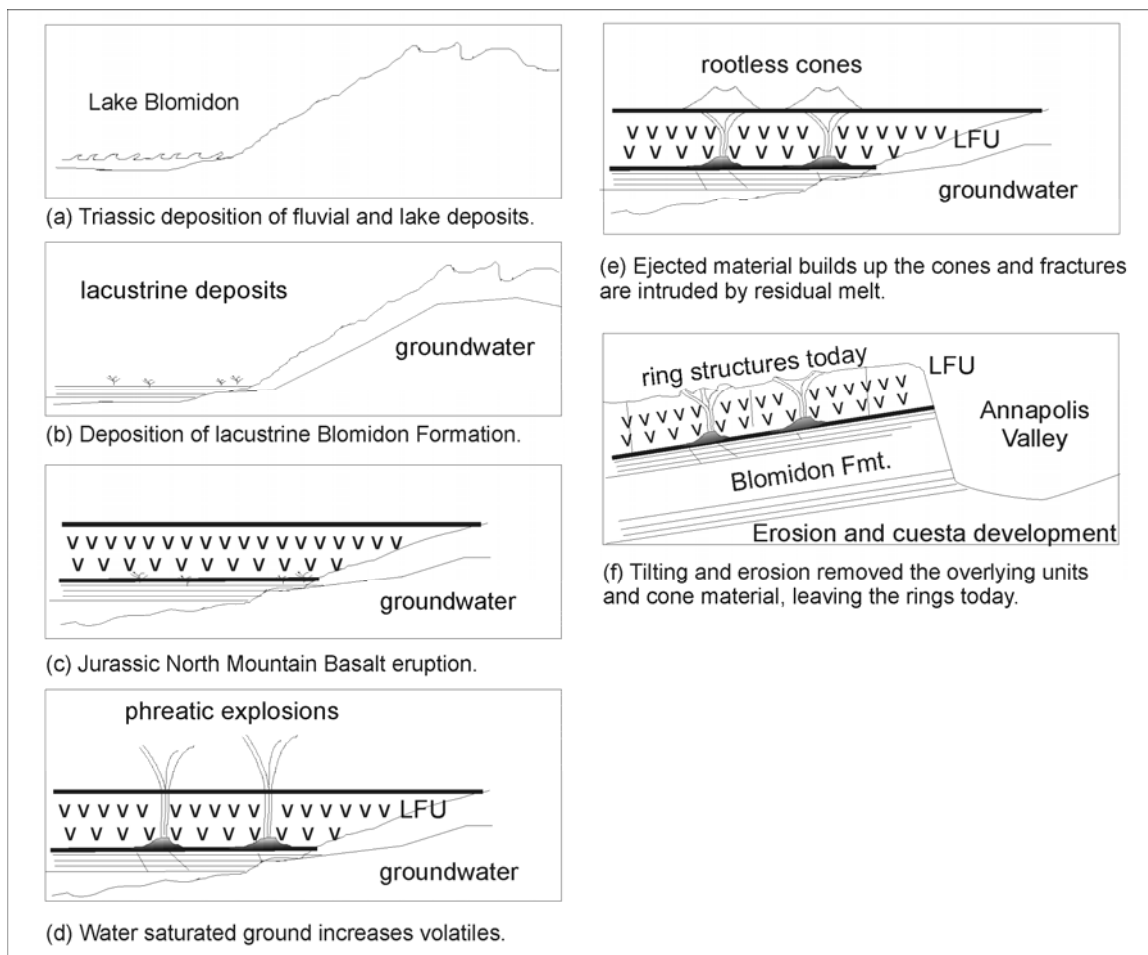 Lake Blomidon
(a) Triassic deposition of fluvial and lake deposits.
lacustrine deposits
groundwater
(b) Deposition of lacustrine Blomidon Formation.
groundwater
(c) Jurassic North Mountain Basalt eruption.
phreatic explosions
LFU
groundwater
(d) Water saturated ground increases volatiles.
rootless cones
LFU
groundwater
(e) Ejected material builds up the cones and fractures
are intruded by residual melt.
ring structures today
LFU
Annapolis
Valley
Blomidon Fmt.
Erosion and cuesta development
(f) Tilting and erosion removed the overlying units
and cone material, leaving the rings today.